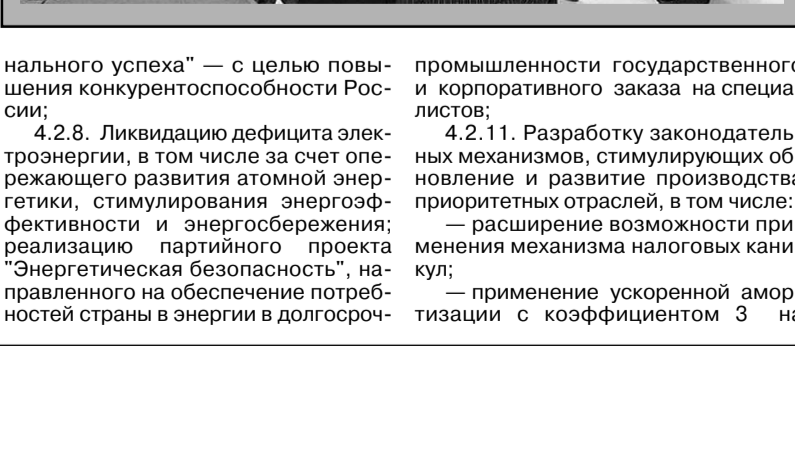 нального успеха" — с целью повы-
шения конкурентоспособности Рос-
сии;
4.2.8. Ликвидацию дефицита элек-
троэнергии, в том числе за счет опе-
режающего развития атомной энер-
гетики, стимулирования энергоэф-
фективности и энергосбережения;
реализацию партийного проекта
"Энергетическая безопасность", на-
правленного на обеспечение потреб-
ностей страны в энергии в долгосроч-
промышленности государственного
и корпоративного заказа на специа
листов;
4.2.11. Разработку законодатель
ных механизмов, стимулирующих об
новление и развитие производства
приоритетных отраслей, в том числе:
— расширение возможности при
менения механизма налоговых кани
кул;
— применение ускоренной амор
тизации с коэффициентом 3 на